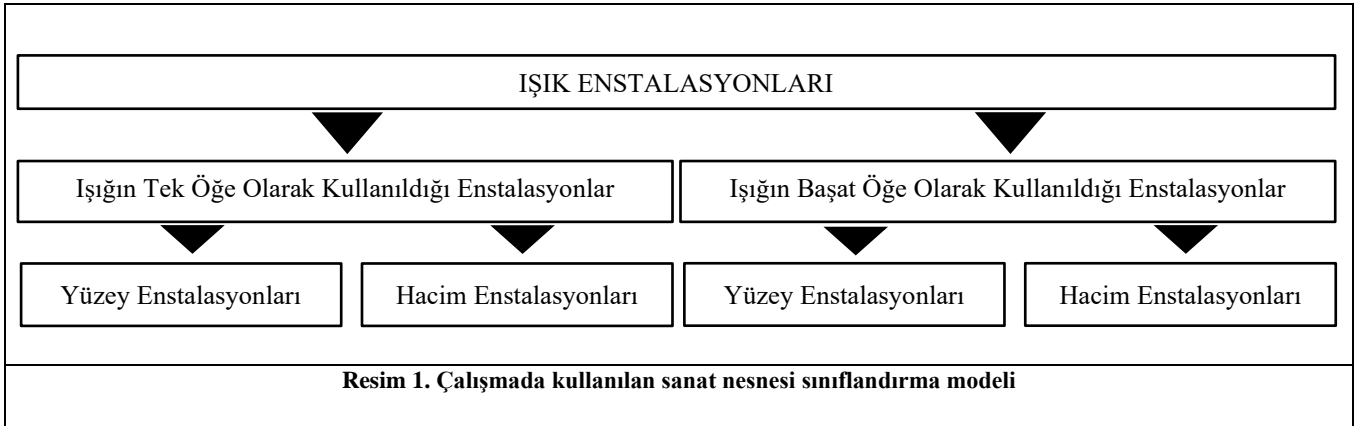 IŞIK ENSTALASYONLARI
Işığın Tek Öğe Olarak Kullanıldığı Enstalasyonlar
Işığın Başat Öğe Olarak Kullanıldığı Enstalasyonlar
Yüzey Enstalasyonları
Hacim Enstalasyonları
Yüzey Enstalasyonları
Hacim Enstalasyonları
Resim 1. Çalışmada kullanılan sanat nesnesi sınıflandırma modeli